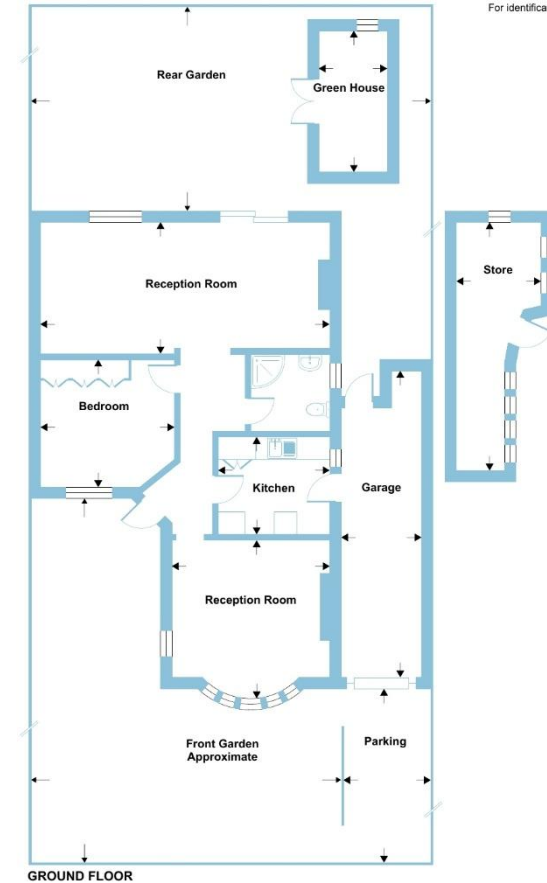 For identifica
Rear Garden
Green House
Reception Room
Store
Bedroom
Kitchen
Garage
Reception Room
Front Garden
Approximate
Parking
GROUND FLOOR